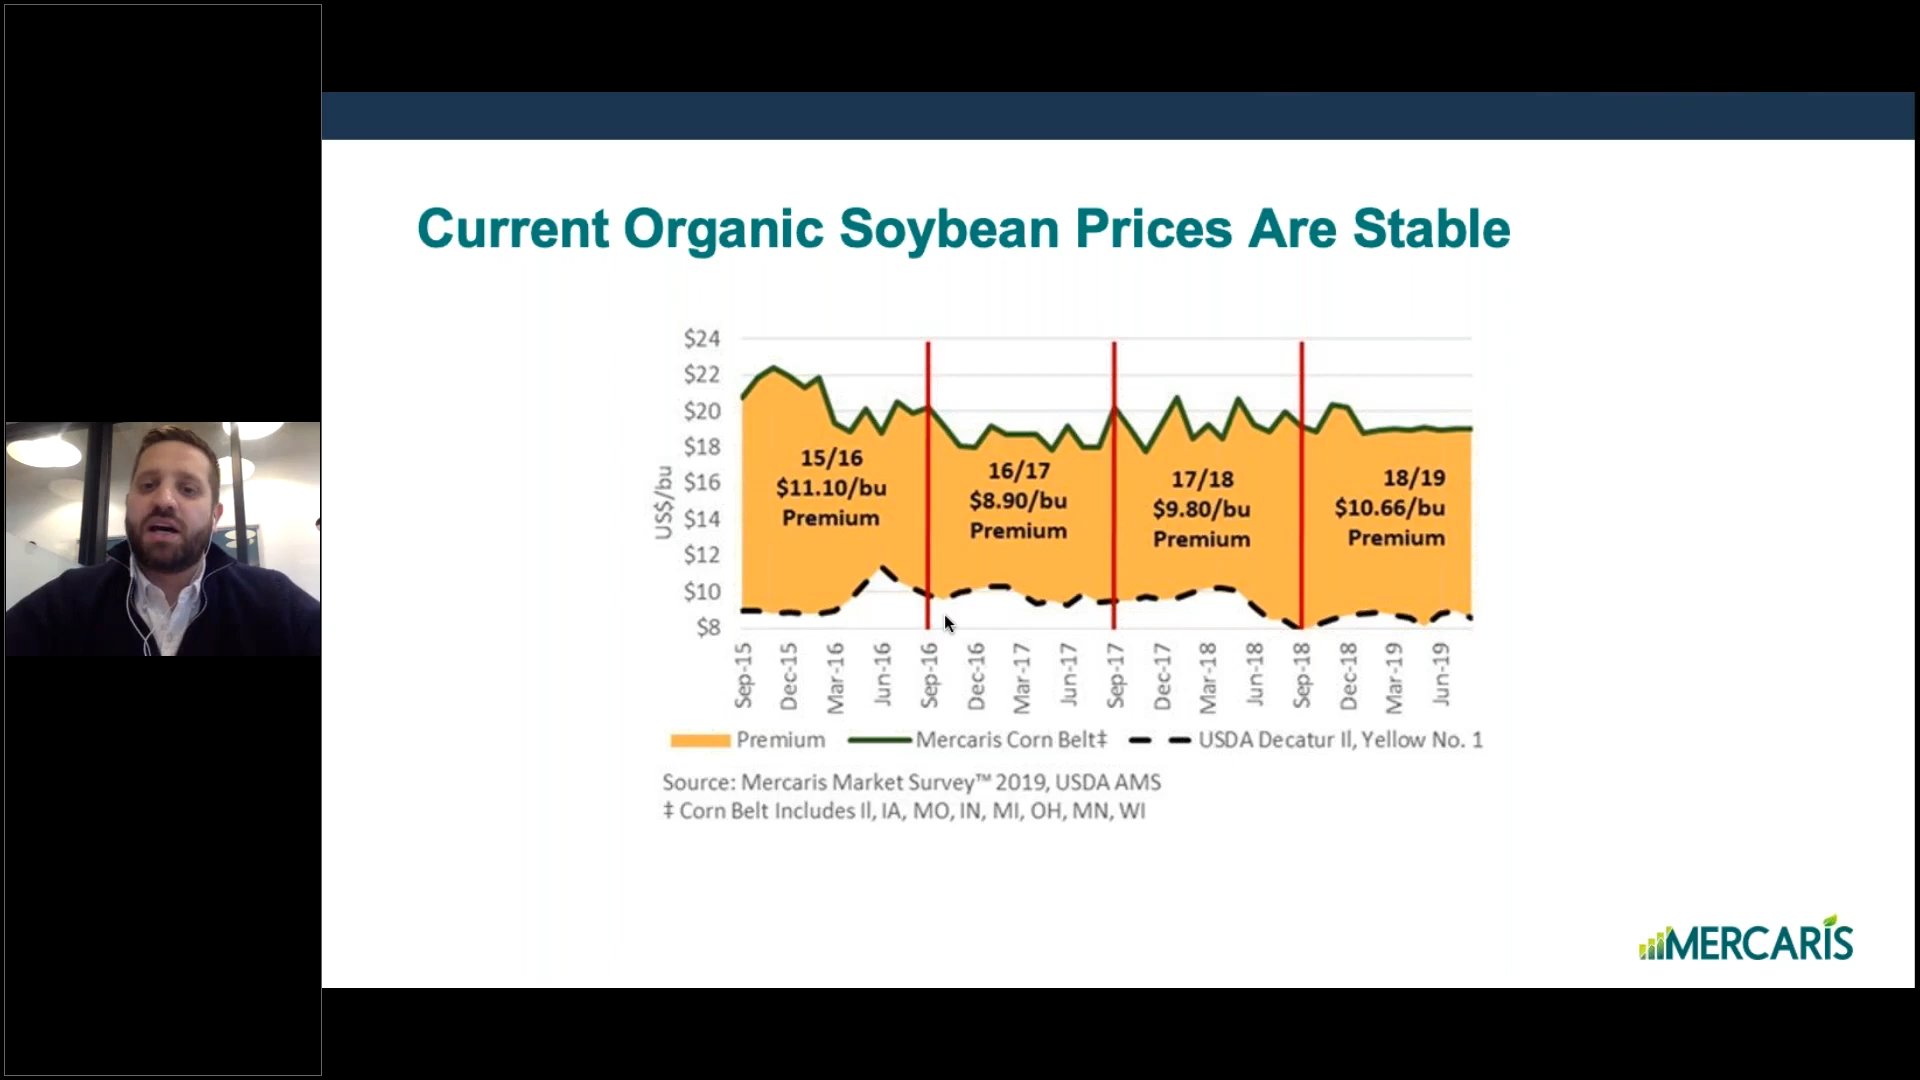 Current Organic Soybean Prices Are Stable
$24
$22
$20
$18
$16
$14
$12
$10
$8
US$/bu
15/16
$11.10/bu
Premium
16/17
$8.90/bu
Premium
17/18
$9.80/bu
Premium
18/19
$10.66/bu
Premium
Sep-15
Dec-15
Mar-16
Jun-16
Sep-16
Dec-16
Mar-17
Jun-17
Sep-17
Dec-17
Mar-18
Jun-18
Sep-18
Dec-18
Mar-19
Jun-19
Premium
Mercaris Corn Belt‡
USDA Decatur Il, Yellow No. 1
Source: Mercaris Market Survey™ 2019, USDA AMS
‡ Corn Belt Includes Il, IA, MO, IN, MI, OH, MN, WI
MERCARIS